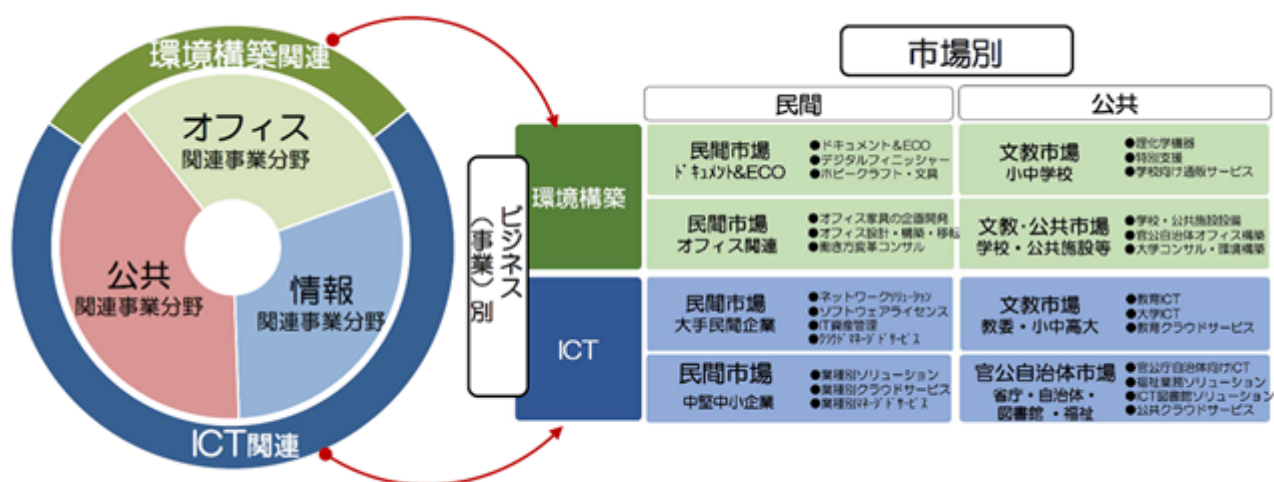 環境構築関連
オフィス
関連事業分野
公共
関連事業分野
情報
関連事業分野
ICT関連
市場別
民間
公共
ビジネス
（事業）別
環境構築
民間市場
ﾄﾞｷｭﾒﾝﾄ&ECO
●ドキュメント&ECO
●デジタルフィニッシャー
●ホビークラフト・文具
文教市場
小中学校
●理化学機器
●特別支援
●学校向け通販サービス
民間市場
オフィス関連
●オフィス家具の企画開発
●オフィス設計・構築・移転
●働き方変革コンサル
文教･公共市場
学校・公共施設等
●学校・公共施設設備
●官公自治体オフィス構築
●大学コンサル・環境構築
ICT
民間市場
大手民間企業
●ネットワークソリューション
●ソフトウェアライセンス
●IT資産管理
●ｸﾗｳﾄﾞﾏﾈｰｼﾞﾄﾞｻｰﾋﾞｽ
文教市場
教委・小中高大
●教育ICT
●大学ICT
●教育クラウドサービス
民間市場
中堅中小企業
●業種別ソリューション
●業種別クラウドサービス
●業種別ﾏﾈｰｼﾞﾄﾞｻｰﾋﾞｽ
官公自治体市場
省庁・自治体・
図書館・福祉
●官公庁自治体向けICT
●福祉業務ソリューション
●ICT図書館ソリューション
●公共クラウドサービス